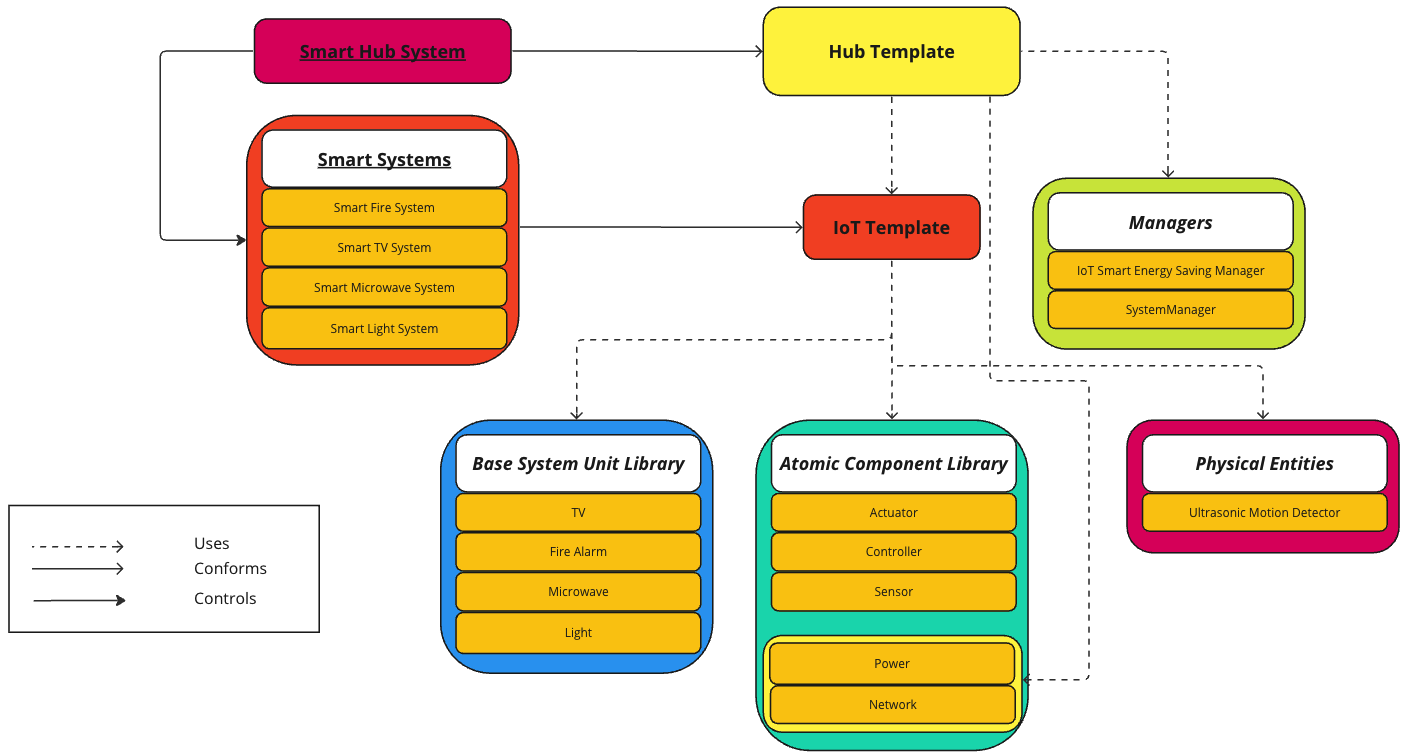 Smart Hub System
Hub Template
Smart Systems
Smart Fire System
Smart TV System
Smart Microwave System
Smart Light System
IoT Template
Managers
IoT Smart Energy Saving Manager
SystemManager
Base System Unit Library
TV
Fire Alarm
Microwave
Light
Atomic Component Library
Actuator
Controller
Sensor
Power
Network
Physical Entities
Ultrasonic Motion Detector
Uses
Conforms
Controls